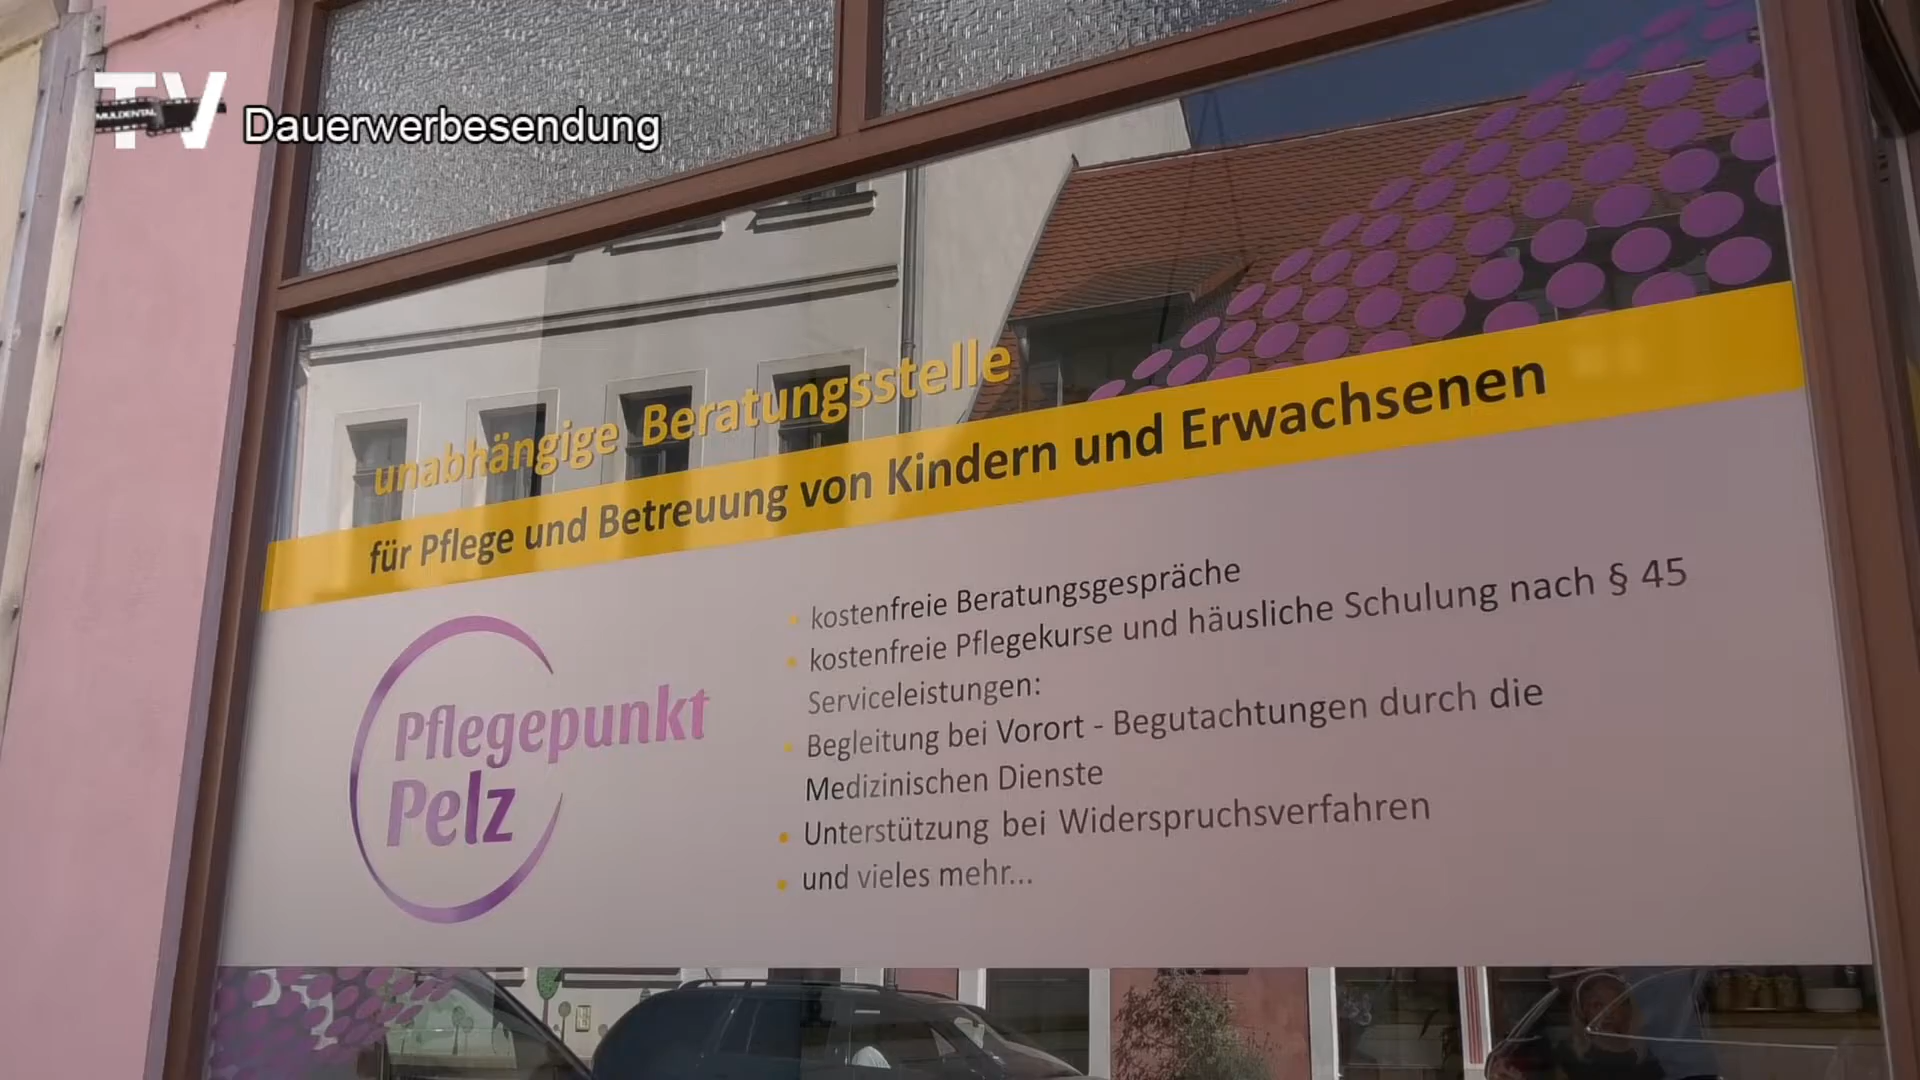 TV
MULDENTAL
Dauerwerbesendung
unabhängige Beratungsstelle
für Pflege und Betreuung von Kindern und Erwachsenen
Pflegepunkt
Pelz
• kostenfreie Beratungsgespräche
• kostenfreie Pflegekurse und häusliche Schulung nach § 45
Serviceleistungen:
• Begleitung bei Vorort - Begutachtungen durch die
Medizinischen Dienste
• Unterstützung bei Widerspruchsverfahren
• und vieles mehr...